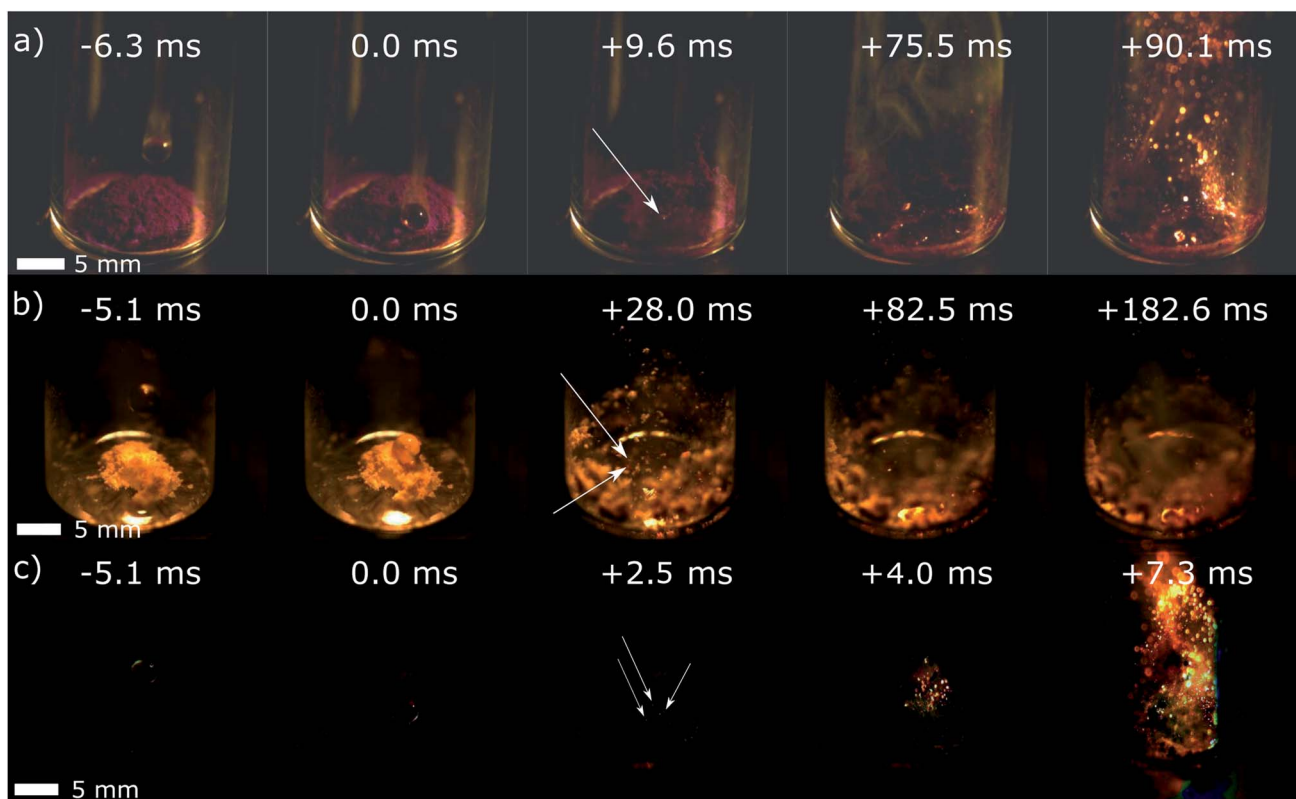 a) -6.3 ms 0.0 ms +9.6 ms +75.5 ms +90.1 ms
5 mm
b) -5.1 ms 0.0 ms +28.0 ms +82.5 ms +182.6 ms
5 mm
c) -5.1 ms 0.0 ms +2.5 ms +4.0 ms +7.3 ms
5 mm